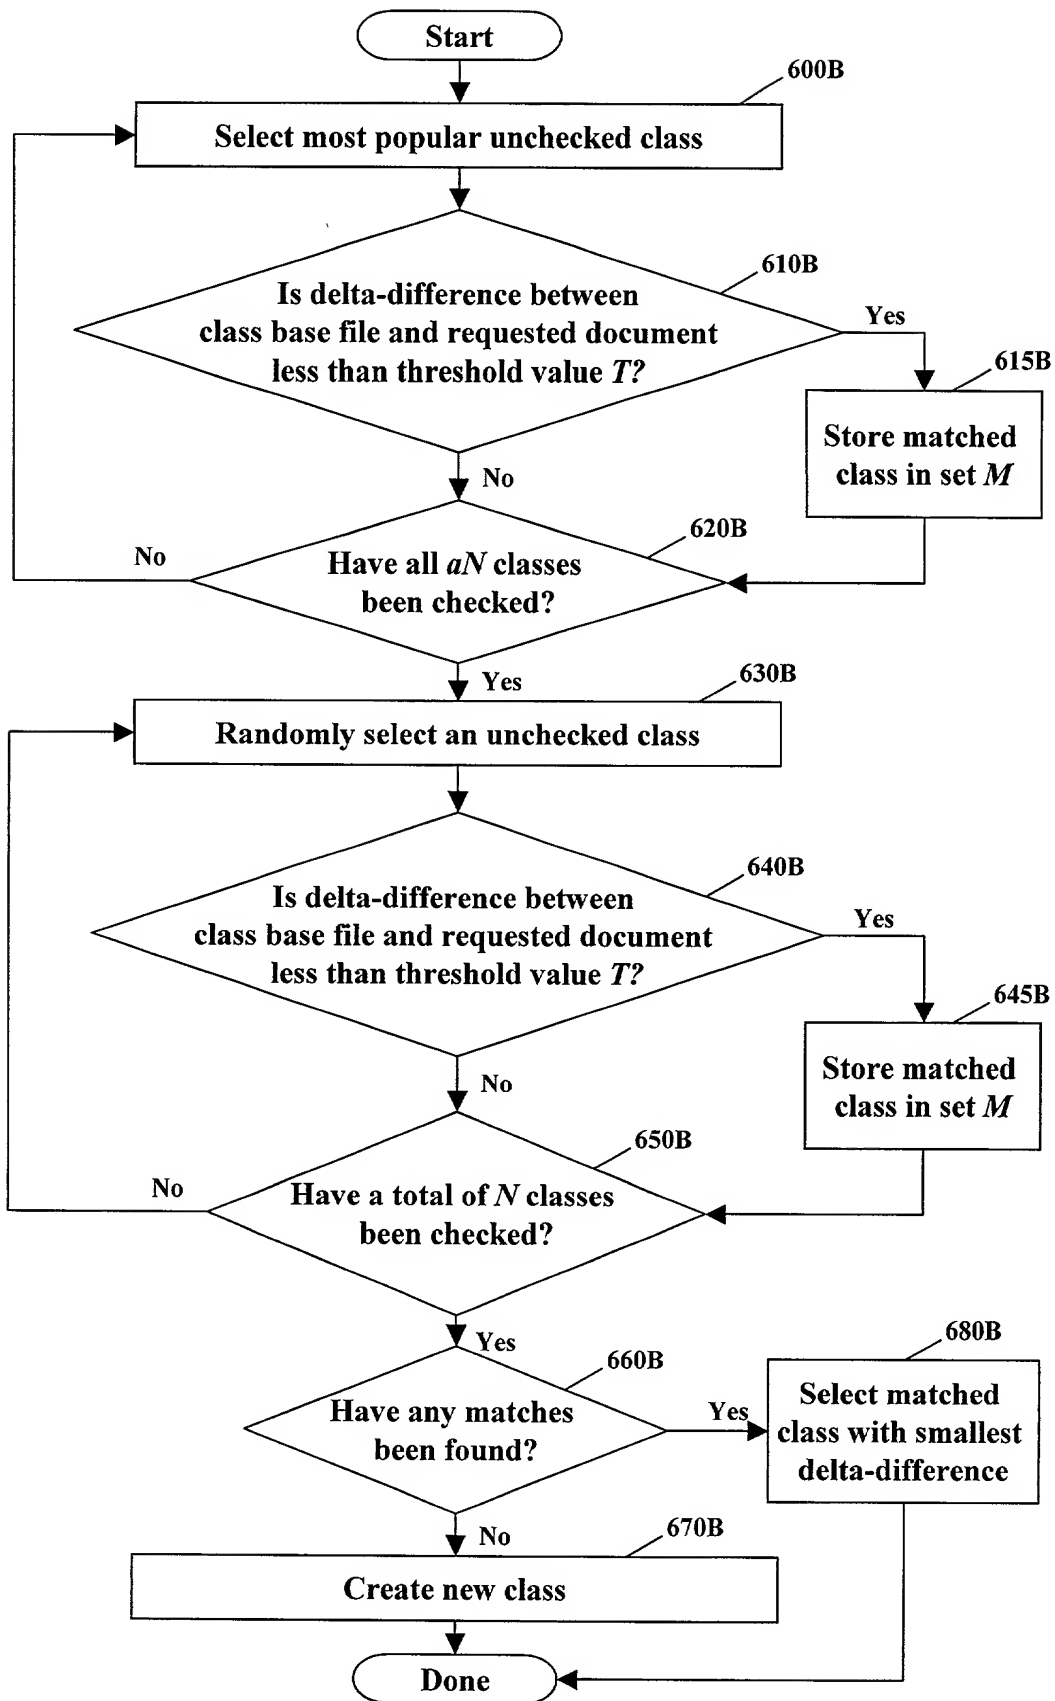 Start
600B
Select most popular unchecked class
610B
Is delta-difference between
class base file and requested document
less than threshold value T?
Yes
615B
Store matched
class in set M
No
620B
Have all aN classes
been checked?
No
Yes
630B
Randomly select an unchecked class
640B
Is delta-difference between
class base file and requested document
less than threshold value T?
Yes
645B
Store matched
class in set M
No
650B
Have a total of N classes
been checked?
No
Yes
660B
Have any matches
been found?
Yes
680B
Select matched
class with smallest
delta-difference
No
670B
Create new class
Done